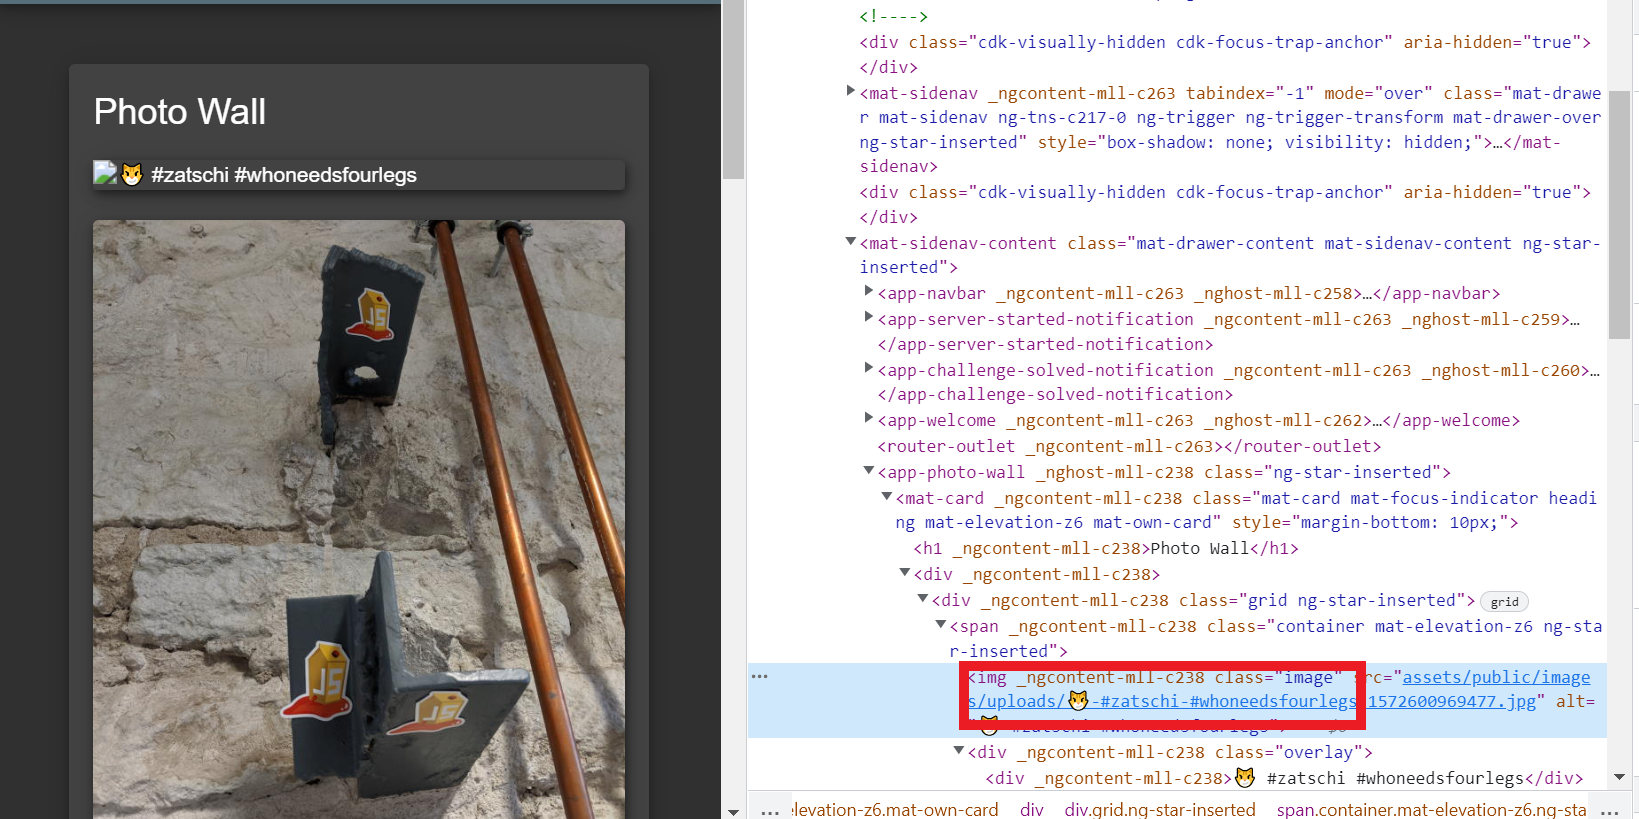 Photo Wall
😼 #zatschi #whoneedsfourlegs
JS
JS
JS
<!---->
<div class="cdk-visually-hidden cdk-focus-trap-anchor" aria-hidden="true">
</div>
<mat-sidenav _ngcontent-mll-c263 tabindex="-1" mode="over" class="mat-drawe
r mat-sidenav ng-tns-c217-0 ng-trigger ng-trigger-transform mat-drawer-over
ng-star-inserted" style="box-shadow: none; visibility: hidden;">…</mat-
sidenav>
<div class="cdk-visually-hidden cdk-focus-trap-anchor" aria-hidden="true">
</div>
<mat-sidenav-content class="mat-drawer-content mat-sidenav-content ng-star-
inserted">
<app-navbar _ngcontent-mll-c263 _nghost-mll-c258>…</app-navbar>
<app-server-started-notification _ngcontent-mll-c263 _nghost-mll-c259>…
</app-server-started-notification>
<app-challenge-solved-notification _ngcontent-mll-c263 _nghost-mll-c260>…
</app-challenge-solved-notification>
<app-welcome _ngcontent-mll-c263 _nghost-mll-c262>…</app-welcome>
<router-outlet _ngcontent-mll-c263></router-outlet>
<app-photo-wall _nghost-mll-c238 class="ng-star-inserted">
<mat-card _ngcontent-mll-c238 class="mat-card mat-focus-indicator headi
ng mat-elevation-z6 mat-own-card" style="margin-bottom: 10px;">
<h1 _ngcontent-mll-c238>Photo Wall</h1>
<div _ngcontent-mll-c238>
<div _ngcontent-mll-c238 class="grid ng-star-inserted"> grid
<span _ngcontent-mll-c238 class="container mat-elevation-z6 ng-sta
r-inserted">
… <img _ngcontent-mll-c238 class="image" src="assets/public/image
s/uploads/😼-#zatschi-#whoneedsfourlegs 1572600969477.jpg" alt=
<div _ngcontent-mll-c238 class="overlay">
<div _ngcontent-mll-c238>😼 #zatschi #whoneedsfourlegs</div>
… elevation-z6.mat-own-card div div.grid.ng-star-inserted span.container.mat-elevation-z6.ng-sta …